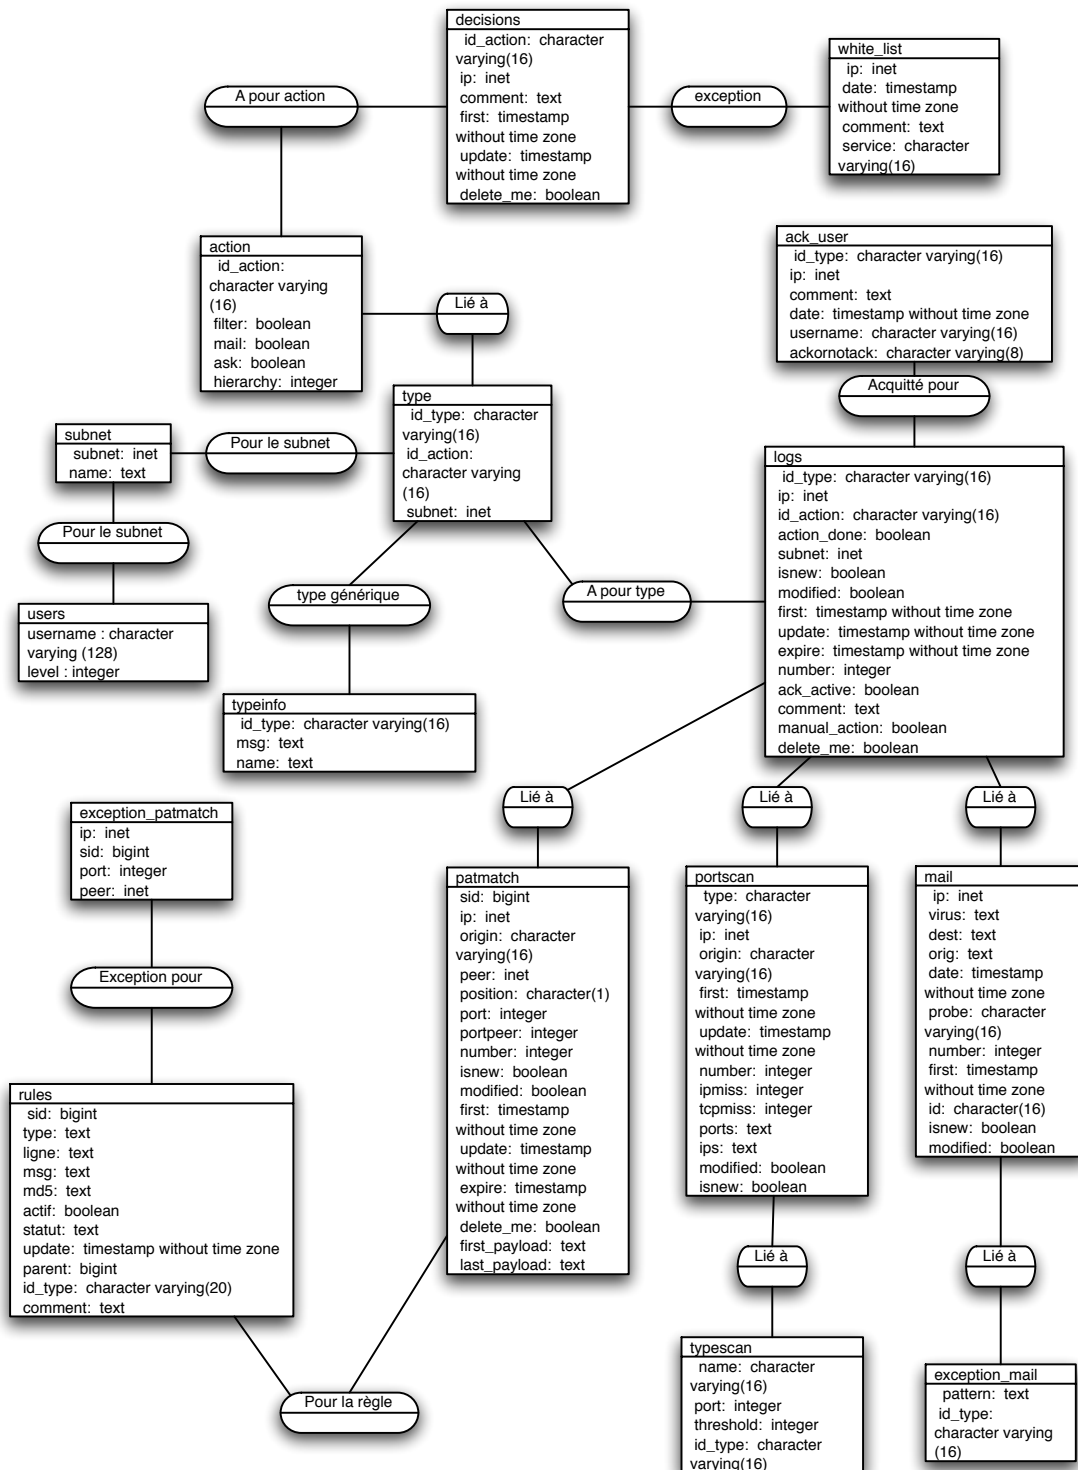 decisions
id_action: character
varying(16)
ip: inet
comment: text
first: timestamp
without time zone
update: timestamp
without time zone
delete_me: boolean
A pour action
exception
white_list
ip: inet
date: timestamp
without time zone
comment: text
service: character
varying(16)
action
id_action:
character varying
(16)
filter: boolean
mail: boolean
ask: boolean
hierarchy: integer
Lié à
ack_user
id_type: character varying(16)
ip: inet
comment: text
date: timestamp without time zone
username: character varying(16)
ackornotack: character varying(8)
Acquitté pour
type
id_type: character
varying(16)
id_action:
character varying
(16)
subnet: inet
Pour le subnet
subnet
subnet: inet
name: text
Pour le subnet
users
username : character
varying (128)
level : integer
type générique
A pour type
logs
id_type: character varying(16)
ip: inet
id_action: character varying(16)
action_done: boolean
subnet: inet
isnew: boolean
modified: boolean
first: timestamp without time zone
update: timestamp without time zone
expire: timestamp without time zone
number: integer
ack_active: boolean
comment: text
manual_action: boolean
delete_me: boolean
typeinfo
id_type: character varying(16)
msg: text
name: text
Lié à
Lié à
Lié à
exception_patmatch
ip: inet
sid: bigint
port: integer
peer: inet
Exception pour
patmatch
sid: bigint
ip: inet
origin: character
varying(16)
peer: inet
position: character(1)
port: integer
portpeer: integer
number: integer
isnew: boolean
modified: boolean
first: timestamp
without time zone
update: timestamp
without time zone
expire: timestamp
without time zone
delete_me: boolean
first_payload: text
last_payload: text
portscan
type: character
varying(16)
ip: inet
origin: character
varying(16)
first: timestamp
without time zone
update: timestamp
without time zone
number: integer
ipmiss: integer
tcpmiss: integer
ports: text
ips: text
modified: boolean
isnew: boolean
mail
ip: inet
virus: text
dest: text
orig: text
date: timestamp
without time zone
probe: character
varying(16)
number: integer
first: timestamp
without time zone
id: character(16)
isnew: boolean
modified: boolean
rules
sid: bigint
type: text
ligne: text
msg: text
md5: text
actif: boolean
statut: text
update: timestamp without time zone
parent: bigint
id_type: character varying(20)
comment: text
Lié à
Lié à
Pour la règle
typescan
name: character
varying(16)
port: integer
threshold: integer
id_type: character
varying(16)
exception_mail
pattern: text
id_type:
character varying
(16)